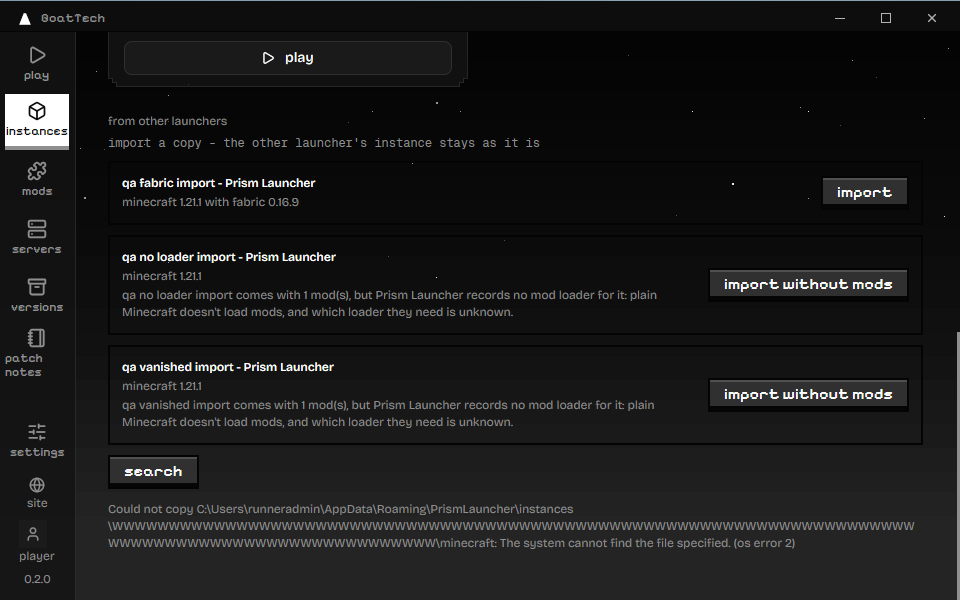 GoatTech
play
play
instances
mods
servers
versions
patch
notes
settings
site
player
0.2.0
from other launchers
import a copy - the other launcher's instance stays as it is
qa fabric import - Prism Launcher
minecraft 1.21.1 with fabric 0.16.9
import
qa no loader import - Prism Launcher
minecraft 1.21.1
qa no loader import comes with 1 mod(s), but Prism Launcher records no mod loader for it: plain
Minecraft doesn't load mods, and which loader they need is unknown.
import without mods
qa vanished import - Prism Launcher
minecraft 1.21.1
qa vanished import comes with 1 mod(s), but Prism Launcher records no mod loader for it: plain
Minecraft doesn't load mods, and which loader they need is unknown.
import without mods
search
Could not copy C:\Users\runneradmin\AppData\Roaming\PrismLauncher\instances
\minecraft: The system cannot find the file specified. (os error 2)